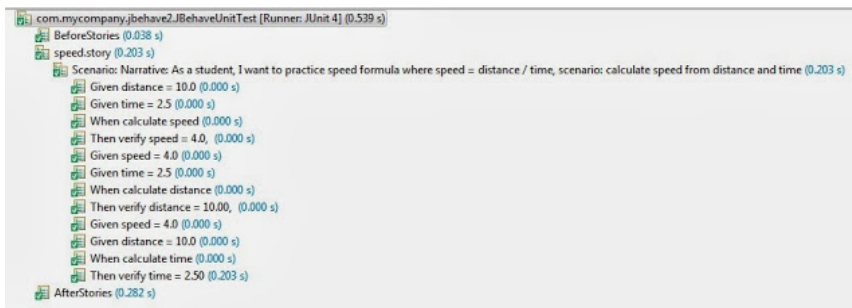 com.mycompany.jbehave2.JBehaveUnitTest [Runner: JUnit 4] (0.539 s)
BeforeStories (0.038 s)
speed.story (0.203 s)
Scenario: Narrative: As a student, I want to practice speed formula where speed = distance / time, scenario: calculate speed from distance and time (0.203 s)
Given distance = 10.0 (0.000 s)
Given time = 2.5 (0.000 s)
When calculate speed (0.000 s)
Then verify speed = 4.0, (0.000 s)
Given speed = 4.0 (0.000 s)
Given time = 2.5 (0.000 s)
When calculate distance (0.000 s)
Then verify distance = 10.00, (0.000 s)
Given speed = 4.0 (0.000 s)
Given distance = 10.0 (0.000 s)
When calculate time (0.000 s)
Then verify time = 2.50 (0.203 s)
AfterStories (0.282 s)